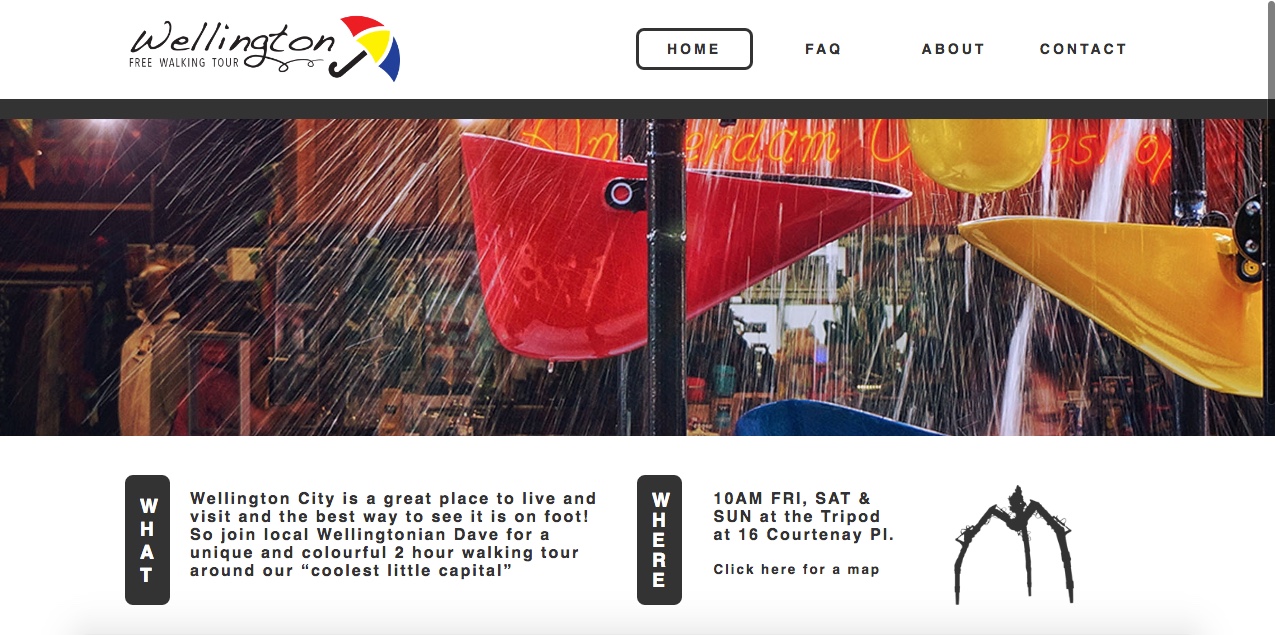 Wellington
FREE WALKING TOUR
HOME
FAQ
ABOUT
CONTACT
WHAT
Wellington City is a great place to live and
visit and the best way to see it is on foot!
So join local Wellingtonian Dave for a
unique and colourful 2 hour walking tour
around our “coolest little capital”
WHERE
10AM FRI, SAT &
SUN at the Tripod
at 16 Courtenay Pl.
Click here for a map